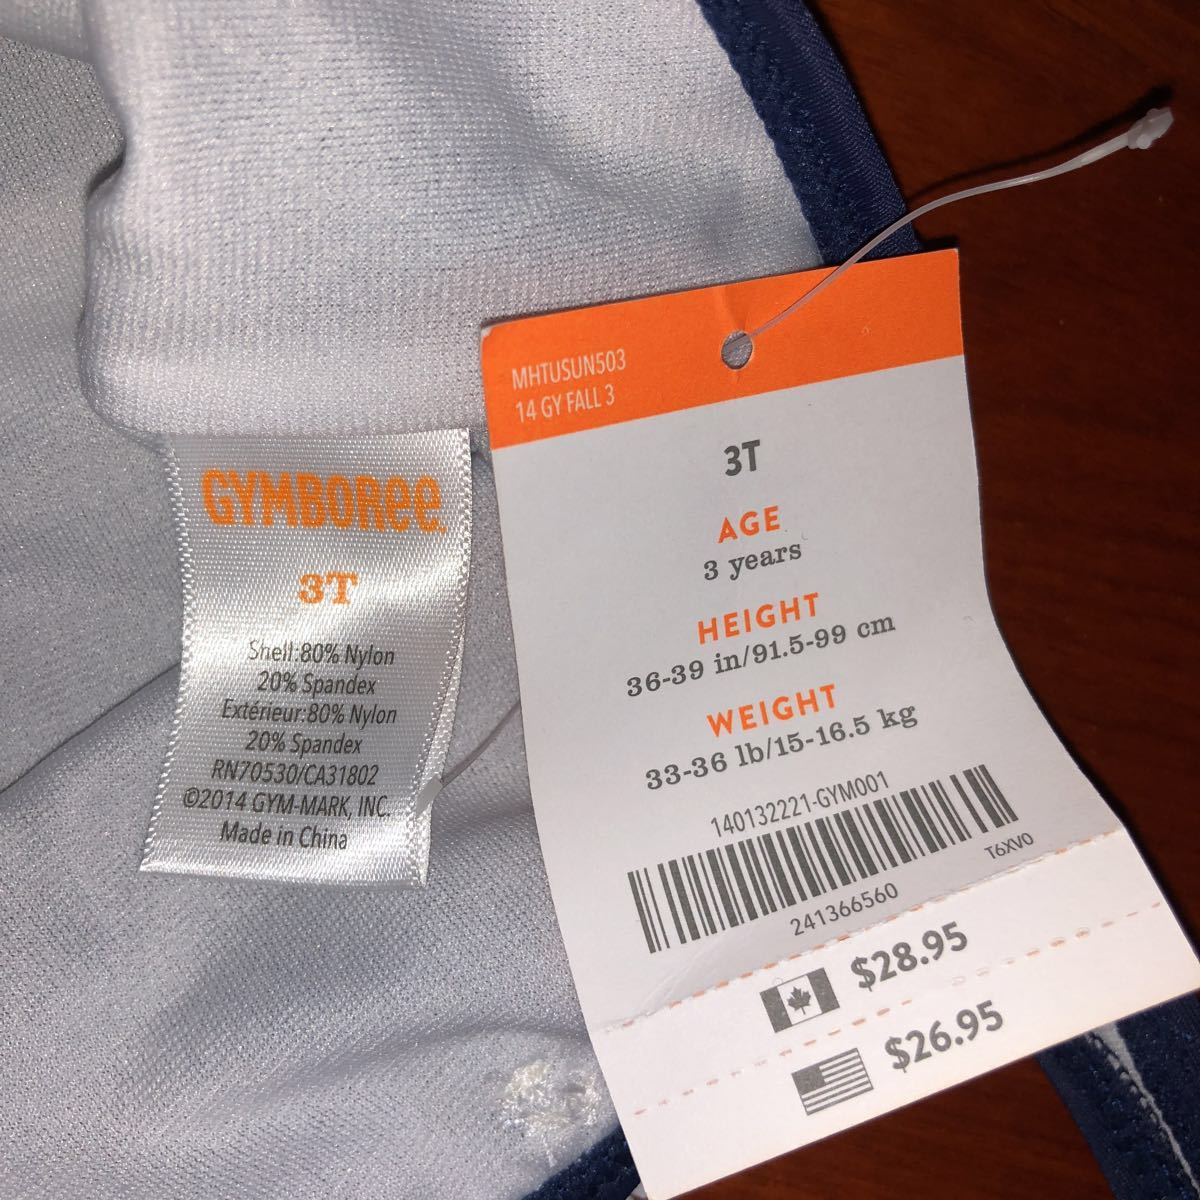 GYMBOREE
3T
Shell:80% Nylon
20% Spandex
Extérieur:80% Nylon
20% Spandex
RN70530/CA31802
©2014 GYM-MARK, INC.
Made in China
MHTUSUN503
14 GY FALL 3
3T
AGE
3 years
HEIGHT
36-39 in/91.5-99 cm
WEIGHT
33-36 lb/15-16.5 kg
140132221-GYM001
T6XV0
241366560
$28.95
$26.95